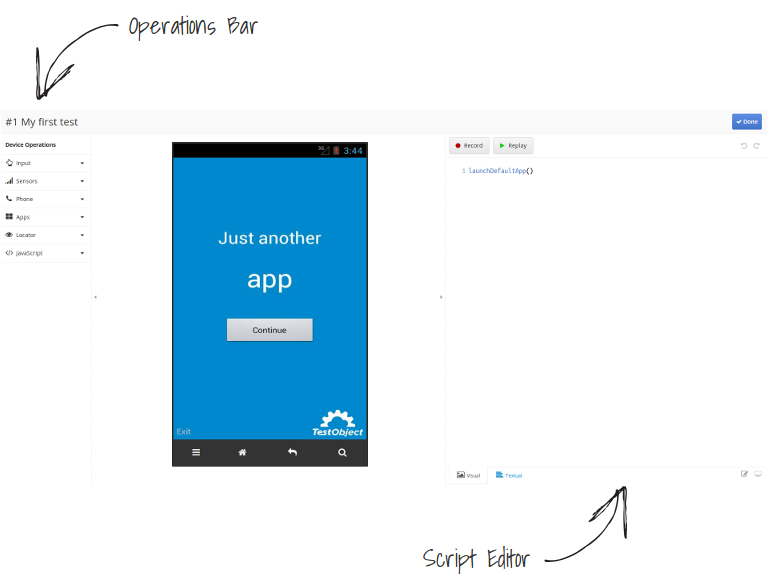 Operations Bar
#1 My first test
Done
Device Operations
Input
Sensors
Phone
Apps
Locator
JavaScript
3G
3:44
Just another
app
Continue
Exit
TestObject
Record
Replay
1 launchDefaultApp()
Visual
Textual
Script Editor